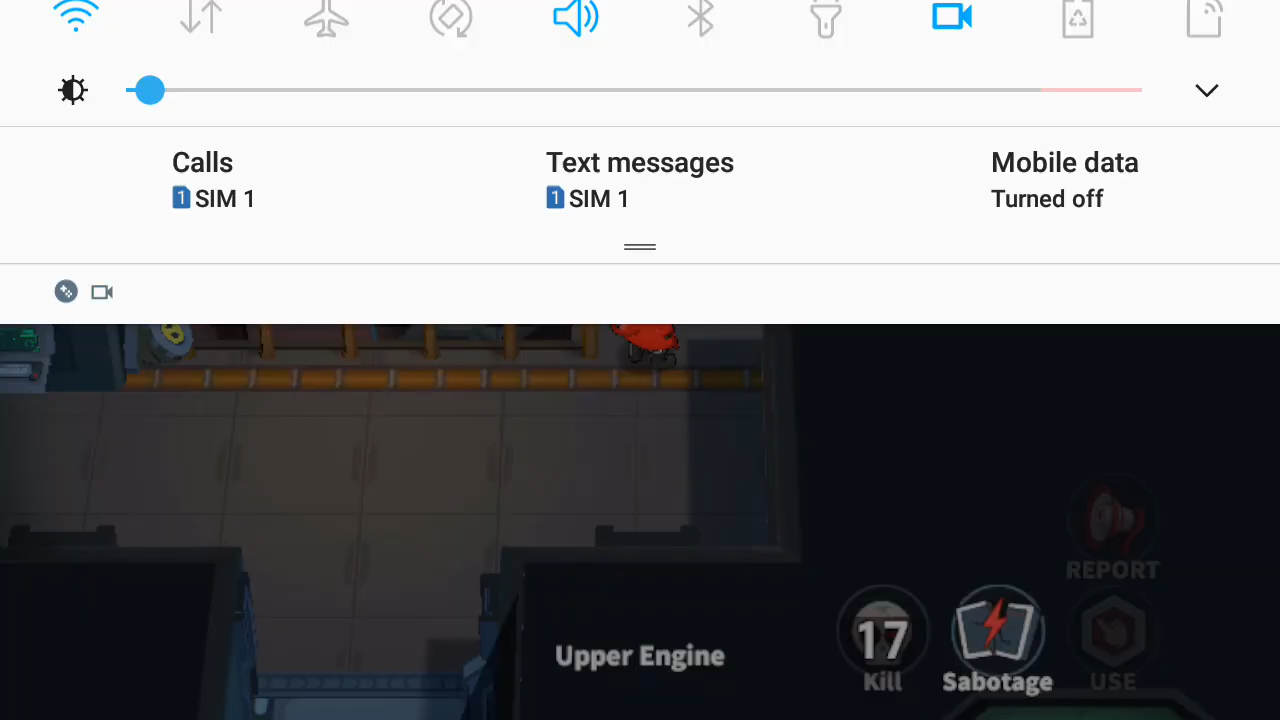 Calls
Text messages
Mobile data
1 SIM 1
1 SIM 1
Turned off
REPORT
17
Upper Engine
Kill
Sabotage
USE